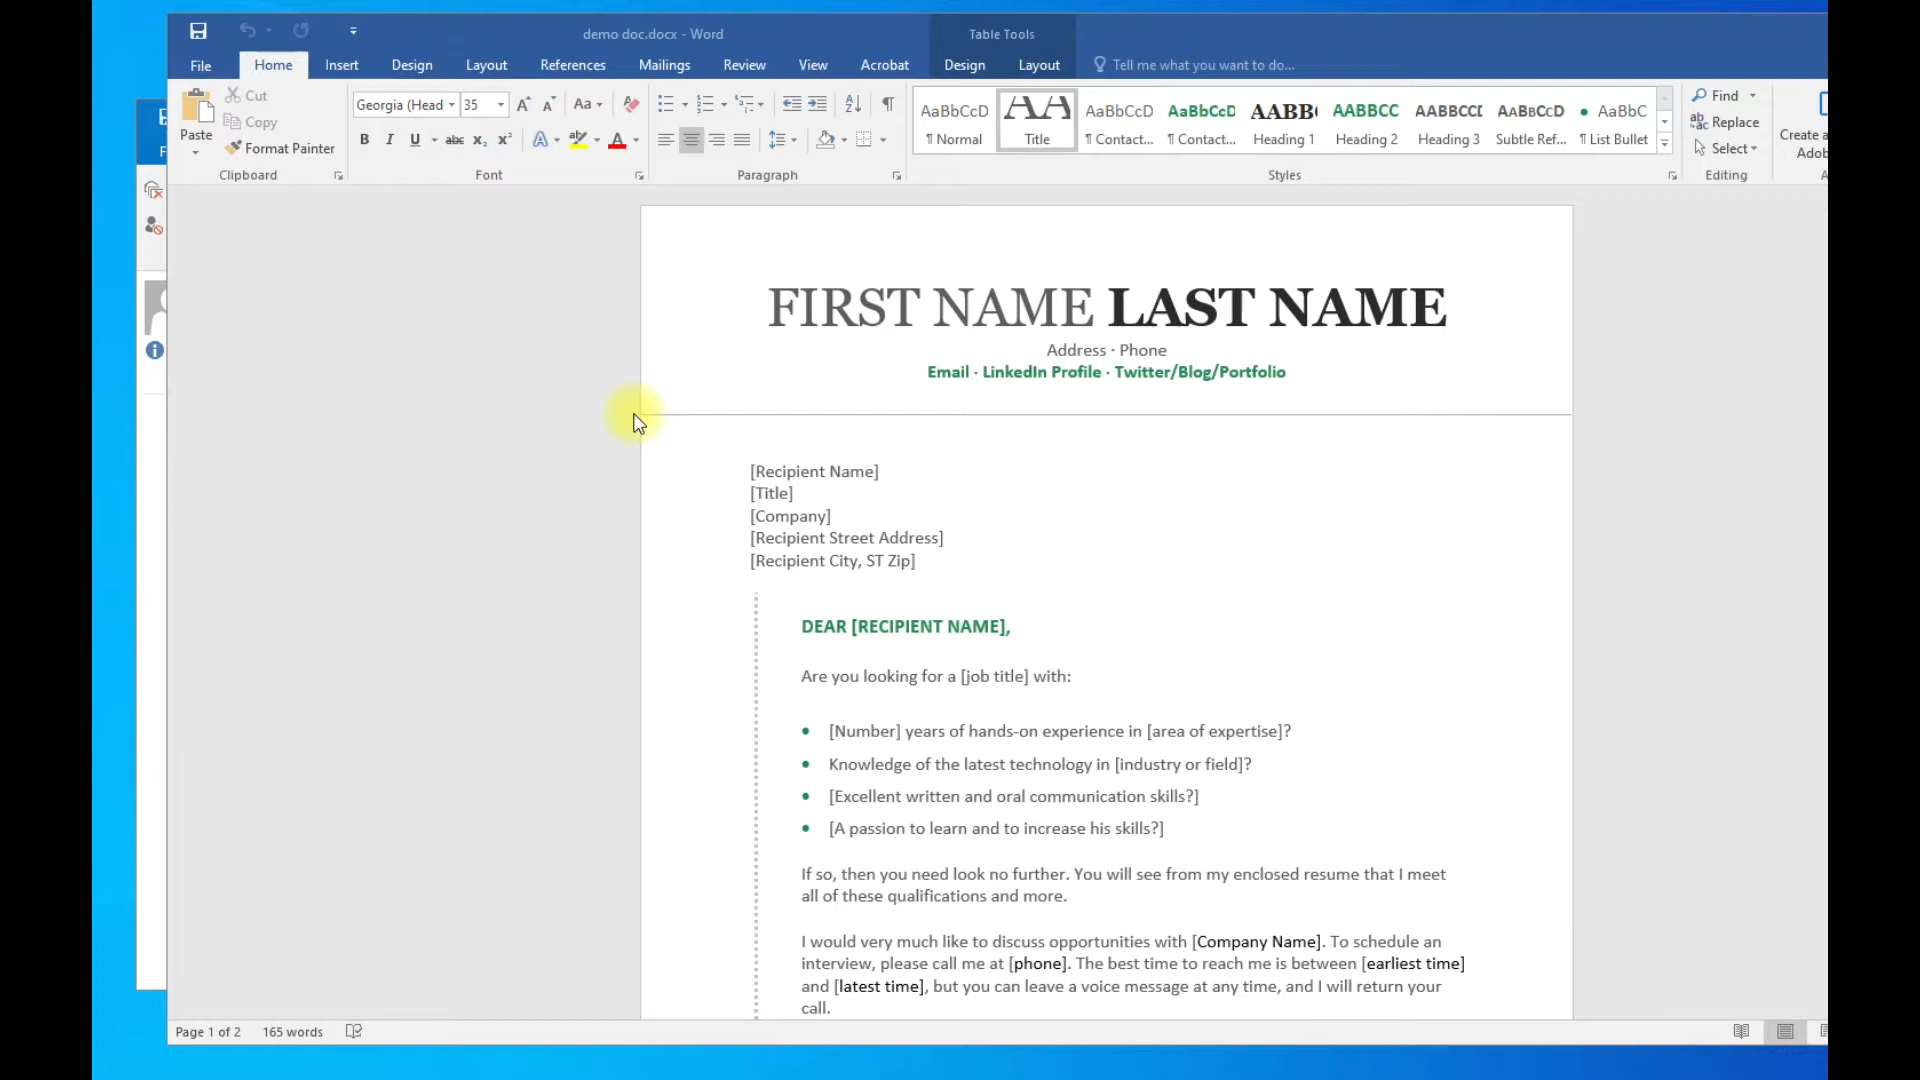 demo doc.docx - Word
Table Tools
File Home Insert Design Layout References Mailings Review View Acrobat Design Layout Tell me what you want to do...
Paste
Cut
Copy
Format Painter
Clipboard
Georgia (Head 35
Aa
B I U abc x₂ x²
Font
Paragraph
AaBbCcD AA AaBbCcD AaBbCcD AABB AABBCC AABBCCD AABBCCD AaBbC
¶ Normal Title ¶ Contact... ¶ Contact... Heading 1 Heading 2 Heading 3 Subtle Ref... ¶ List Bullet
Styles
Find
Replace
Select
Editing
Create a
Adob
FIRST NAME LAST NAME
Address · Phone
Email · LinkedIn Profile · Twitter/Blog/Portfolio
[Recipient Name]
[Title]
[Company]
[Recipient Street Address]
[Recipient City, ST Zip]
DEAR [RECIPIENT NAME],
Are you looking for a [job title] with:
• [Number] years of hands-on experience in [area of expertise]?
• Knowledge of the latest technology in [industry or field]?
• [Excellent written and oral communication skills?]
• [A passion to learn and to increase his skills?]
If so, then you need look no further. You will see from my enclosed resume that I meet
all of these qualifications and more.
I would very much like to discuss opportunities with [Company Name]. To schedule an
interview, please call me at [phone]. The best time to reach me is between [earliest time]
and [latest time], but you can leave a voice message at any time, and I will return your
call.
Page 1 of 2 165 words